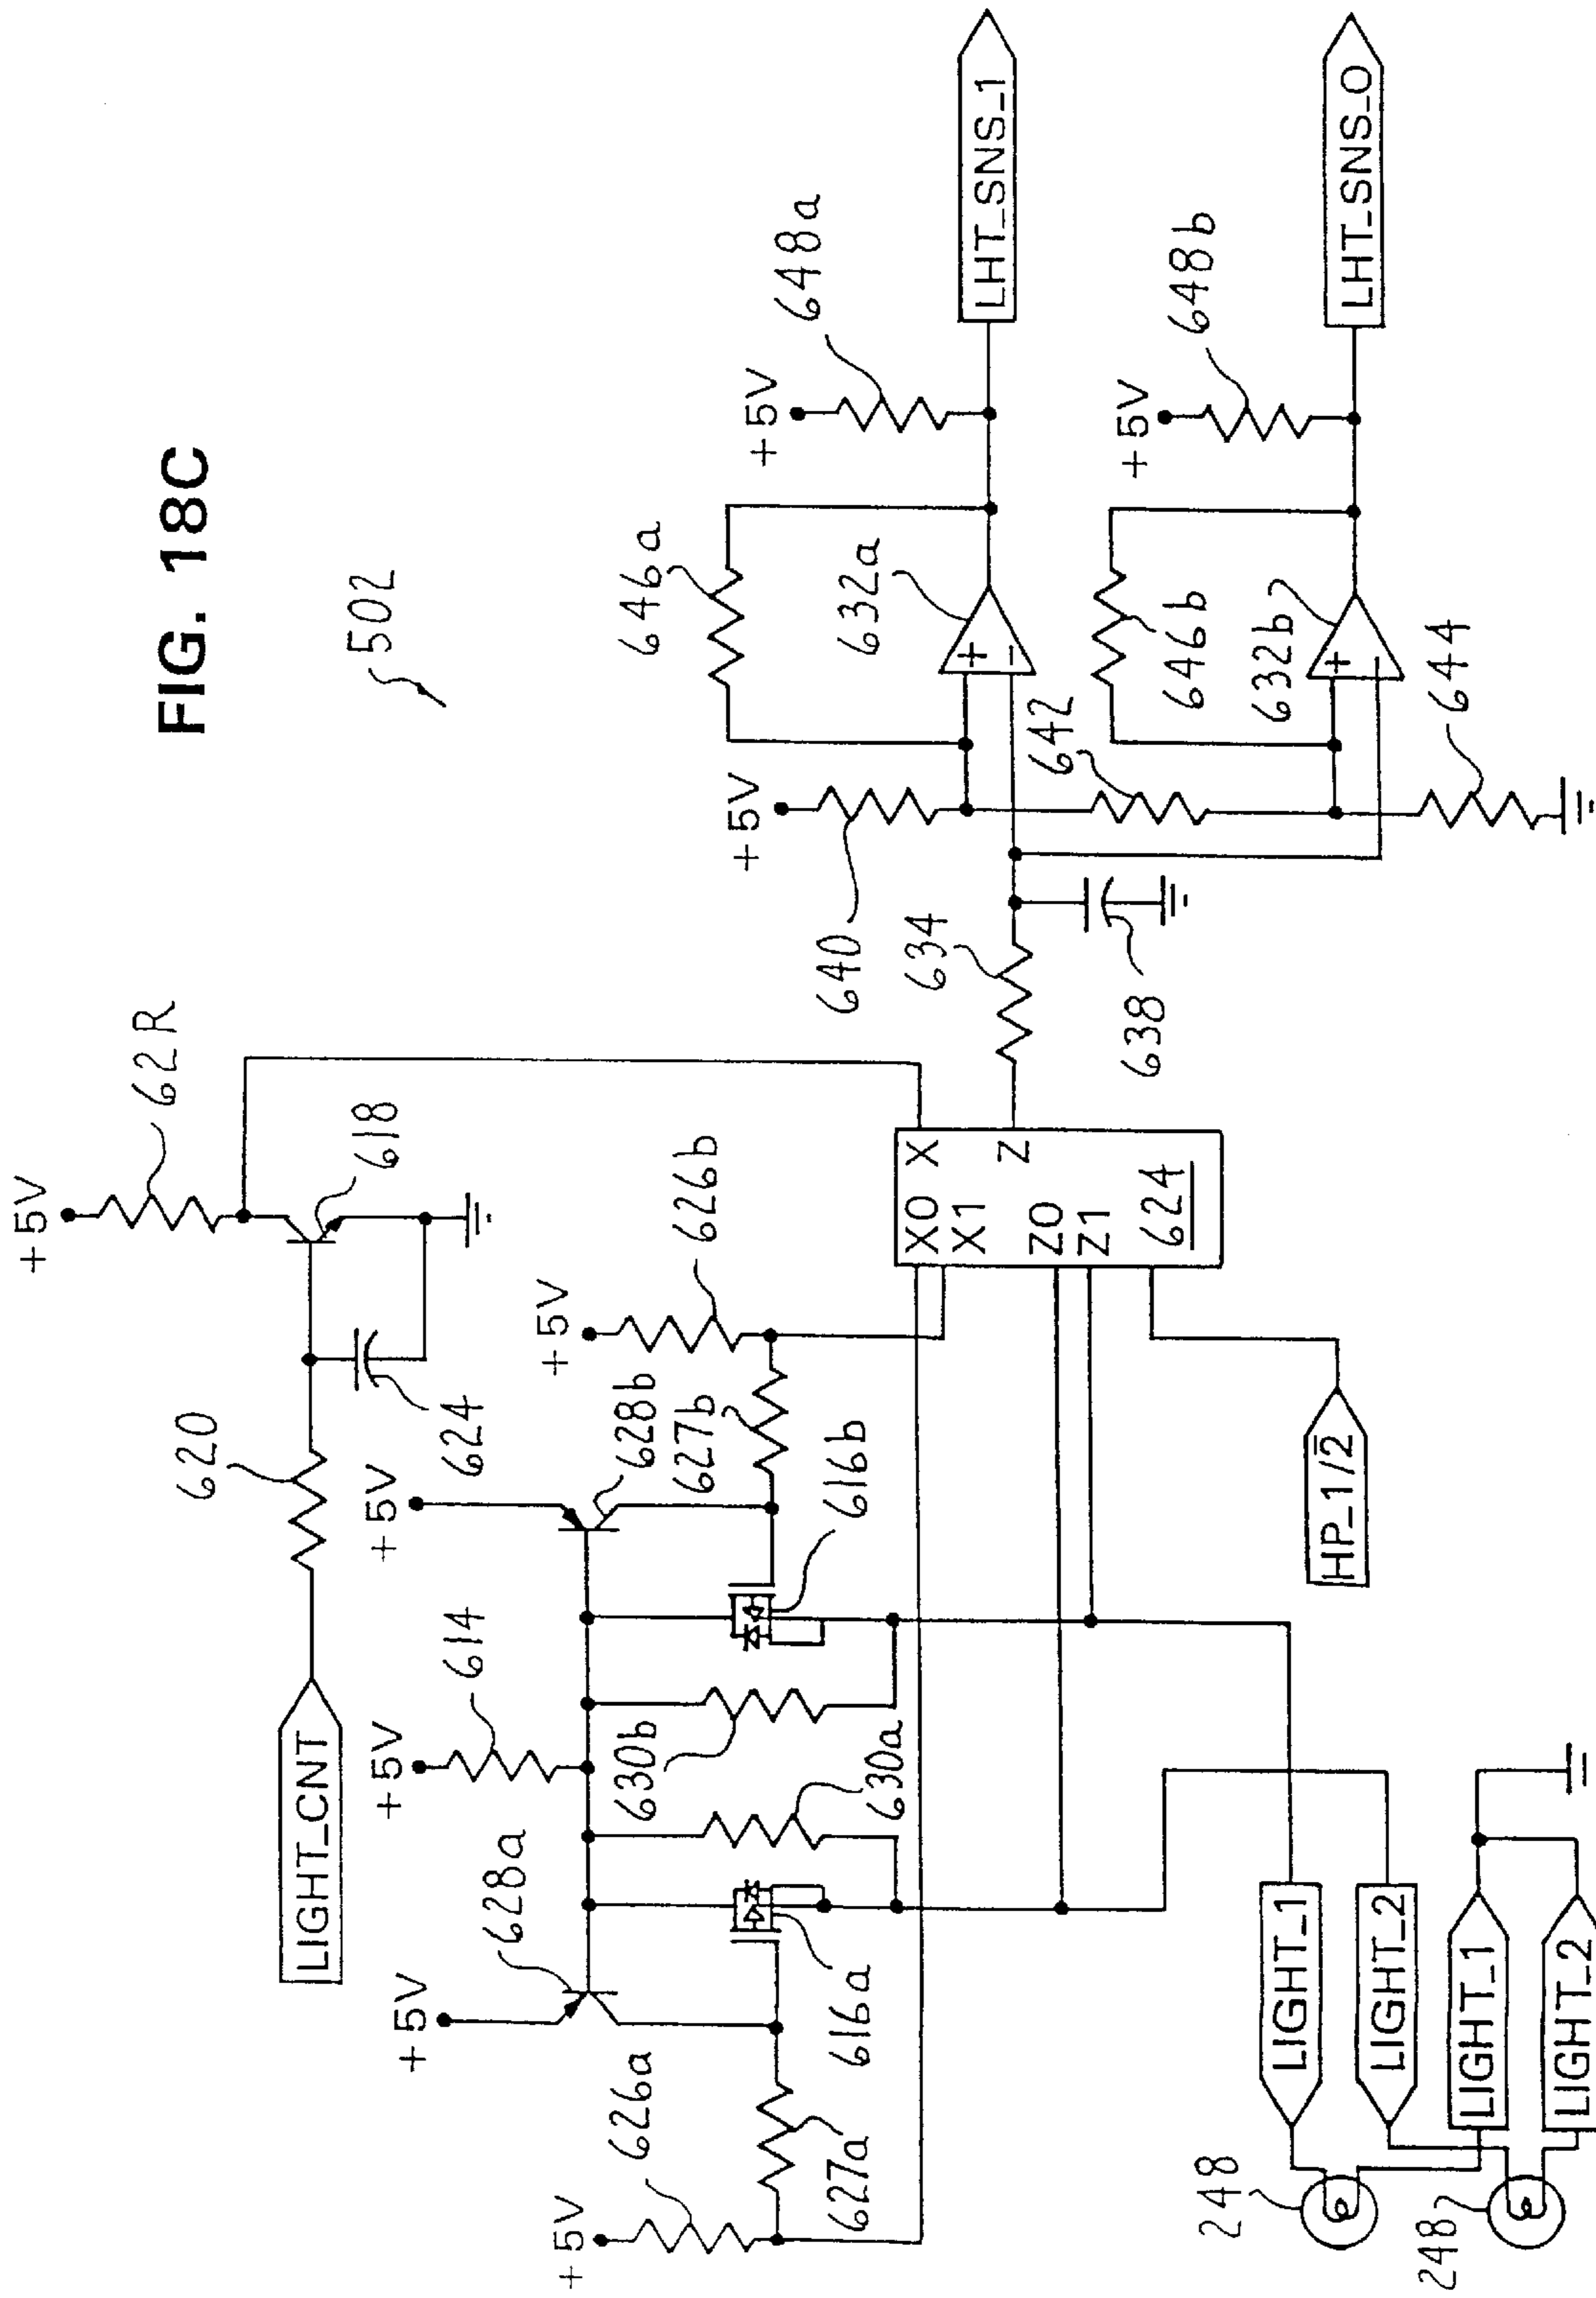 FIG. 18C
502
+5V
62R
618
620
LIGHT_CNT
624
+5V
628b
+5V
626b
627b
616b
+5V
614
630b
630a
+5V
628a
616a
+5V
626a
627a
X0 X
X1
Z
Z0
Z1
624
HP_1/2̅
634
638
+5V
640
642
644
646a
632a
+5V
648a
LHT_SNS_1
646b
632b
+5V
648b
LHT_SNS_0
+
−
+
−
LIGHT_1
LIGHT_2
LIGHT_1
LIGHT_2
248
248